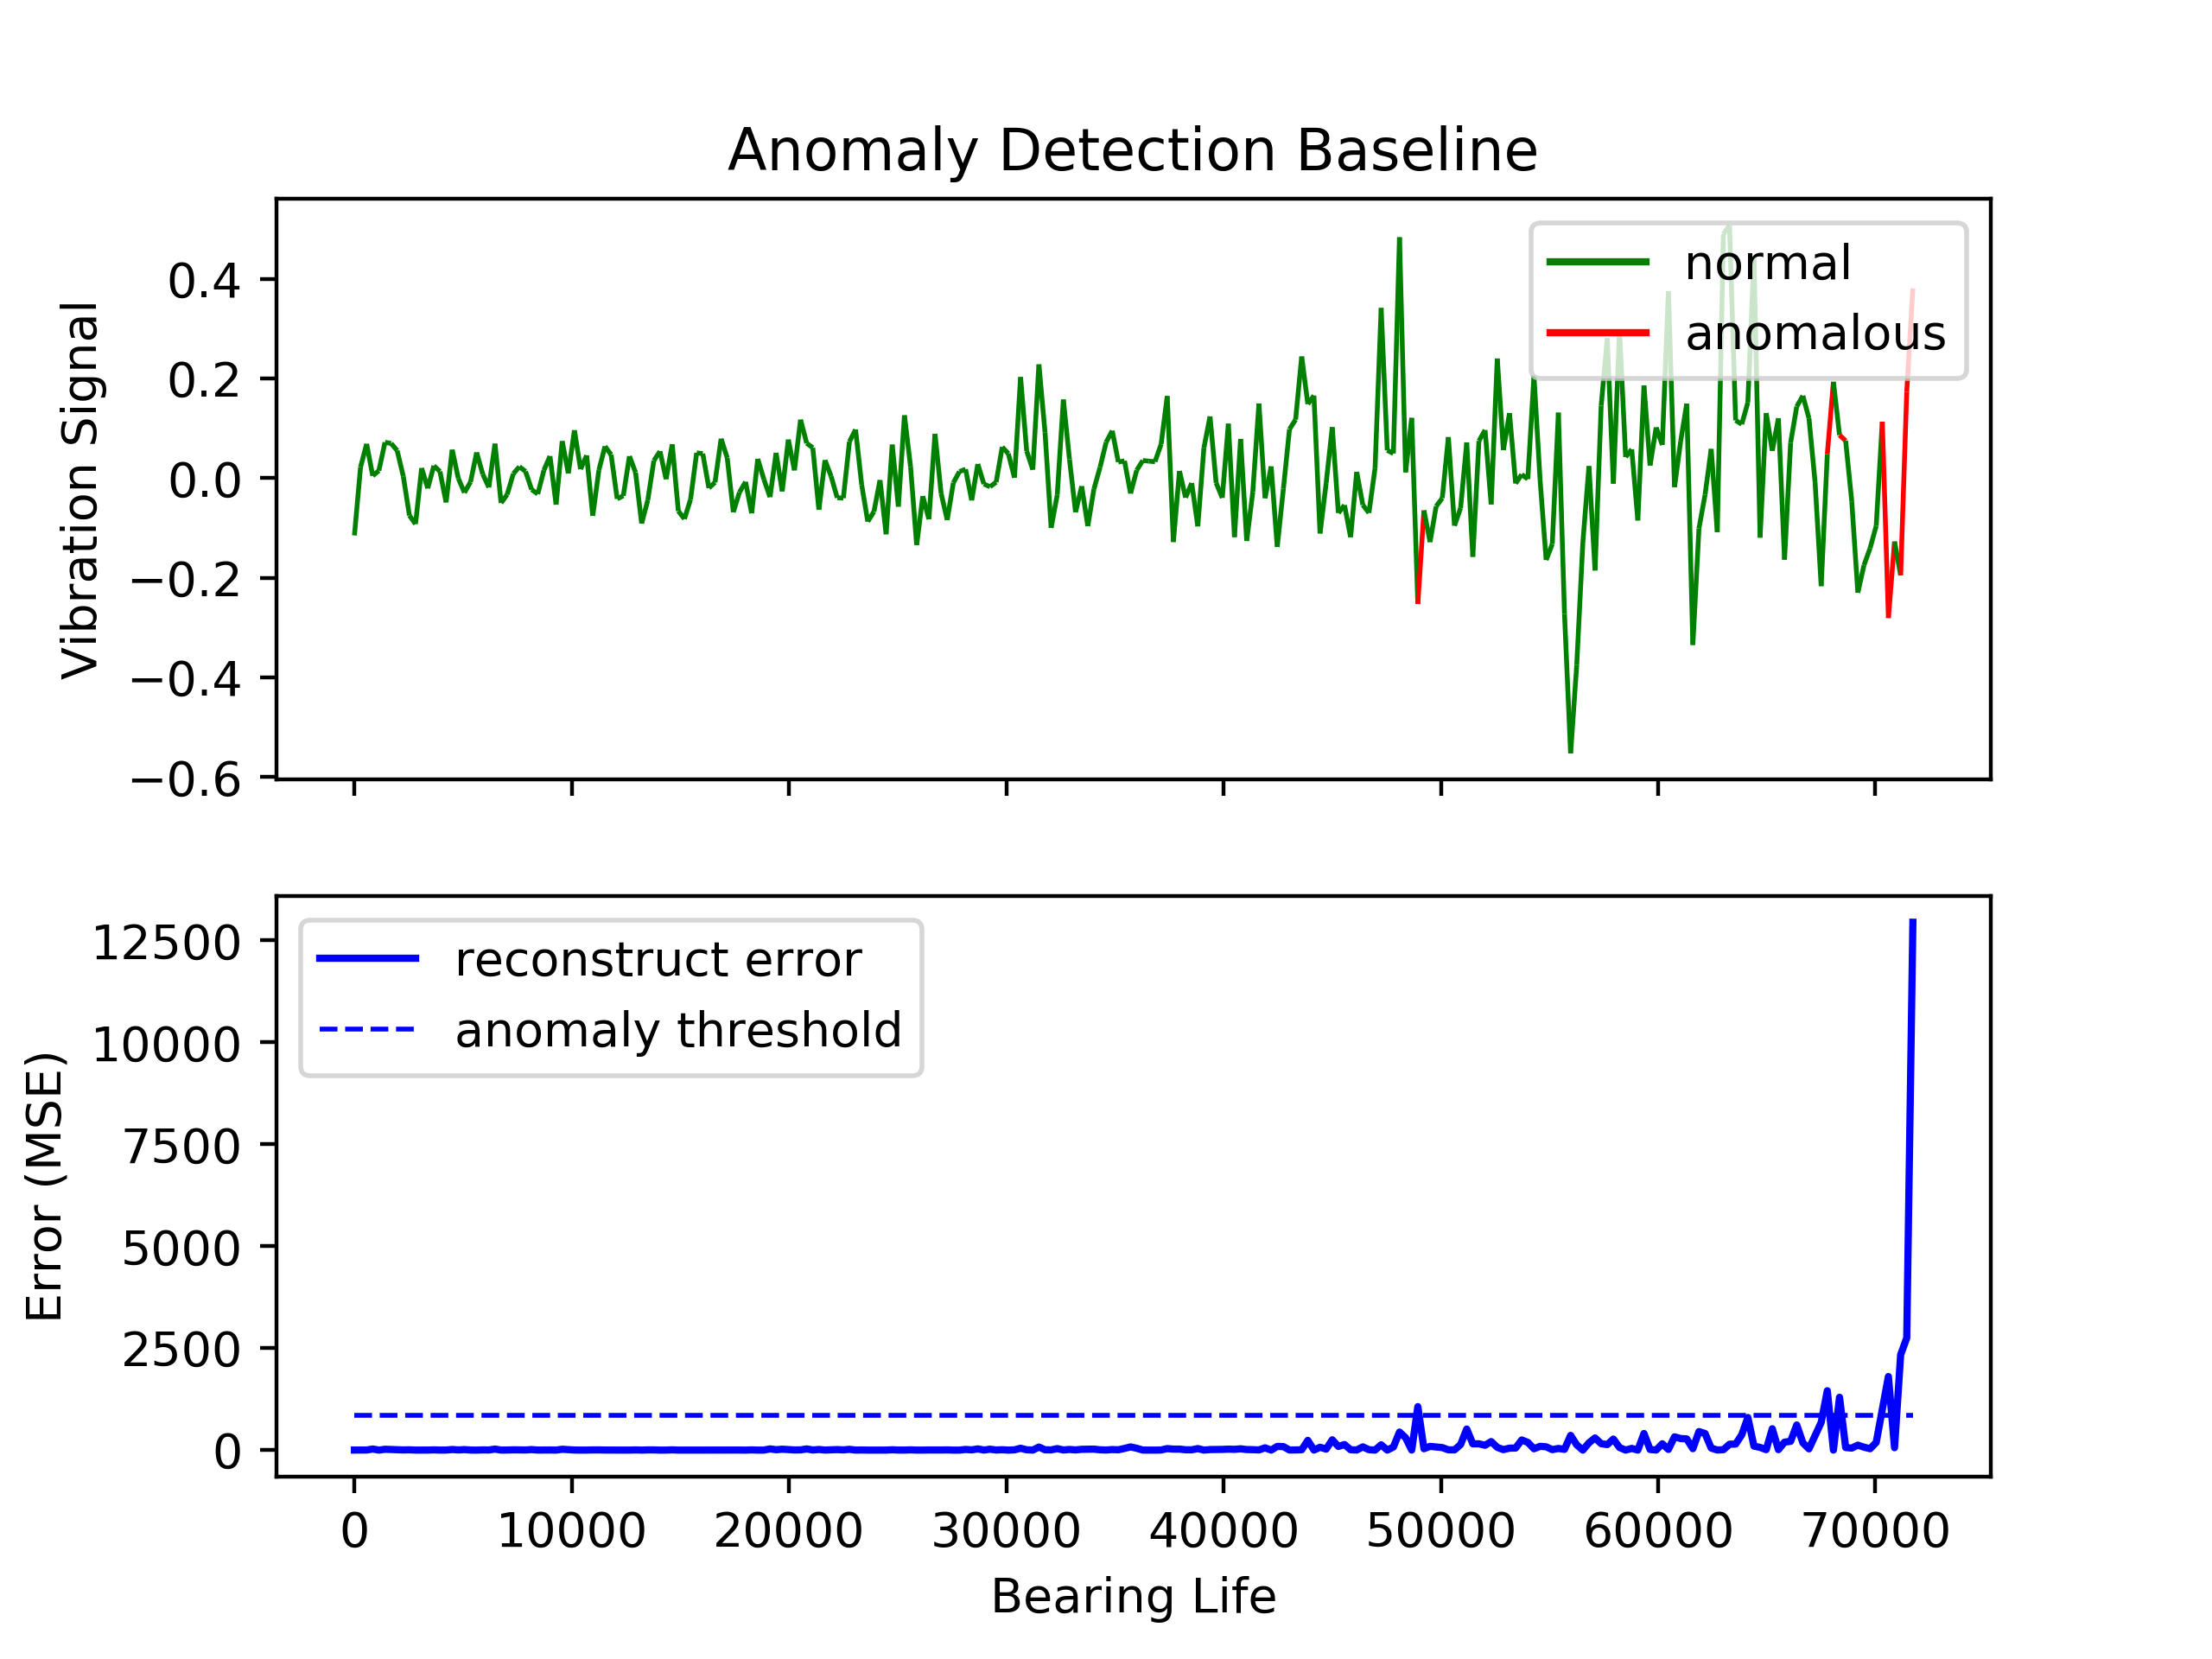 Anomaly Detection Baseline
Vibration Signal
0.4
0.2
0.0
−0.2
−0.4
−0.6
normal
anomalous
Error (MSE)
12500
10000
7500
5000
2500
0
reconstruct error
anomaly threshold
0 10000 20000 30000 40000 50000 60000 70000
Bearing Life